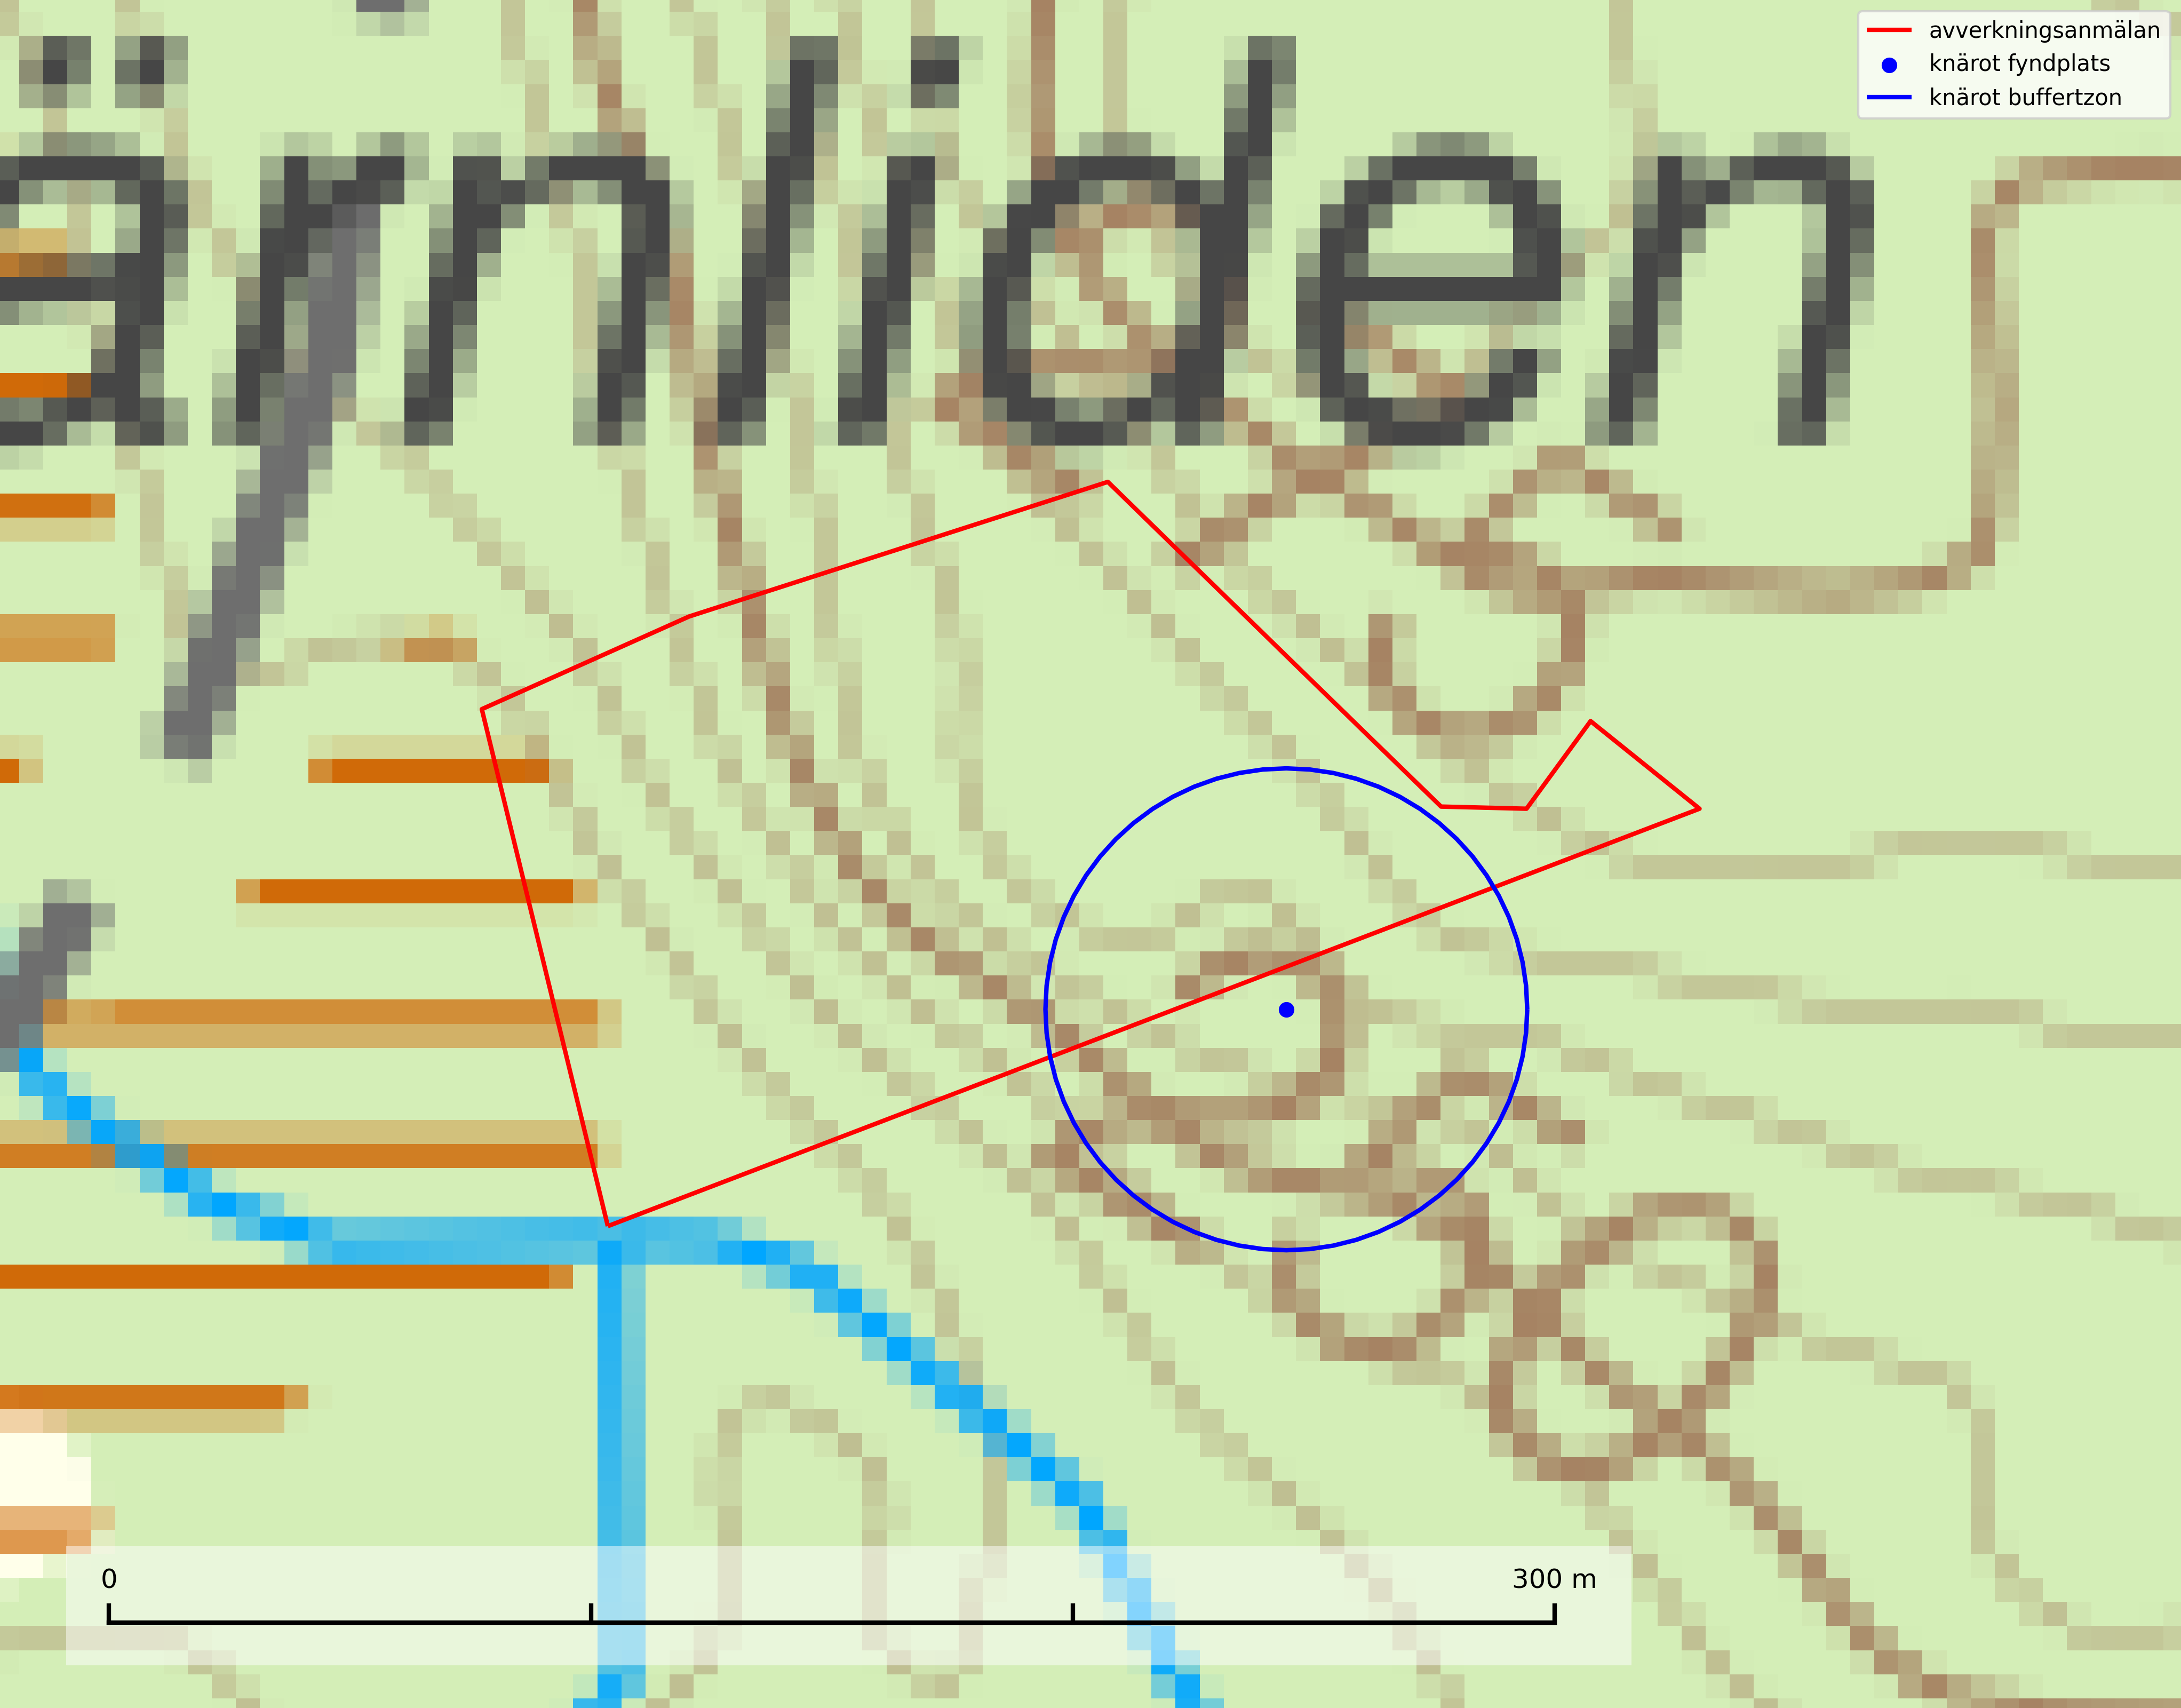 avverkningsanmälan
knärot fyndplats
knärot buffertzon
ärnliden
0 300 m